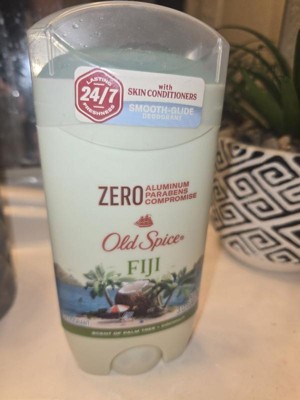 LASTING
24/7
FRESHNESS
with
SKIN CONDITIONERS
SMOOTH-GLIDE
DEODORANT
ZERO ALUMINUM
PARABENS
COMPROMISE
Old Spice
FIJI
SCENT OF PALM TREE